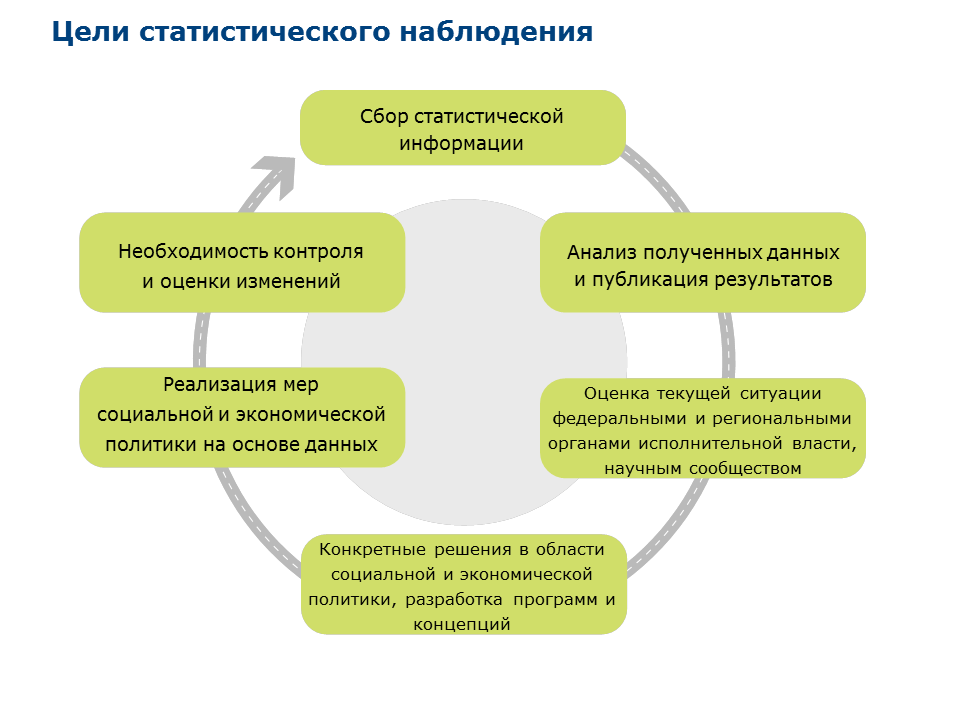 Цели статистического наблюдения
Сбор статистической
информации
Необходимость контроля
и оценки изменений
Анализ полученных данных
и публикация результатов
Реализация мер
социальной и экономической
политики на основе данных
Оценка текущей ситуации
федеральными и региональными
органами исполнительной власти,
научным сообществом
Конкретные решения в области
социальной и экономической
политики, разработка программ и
концепций